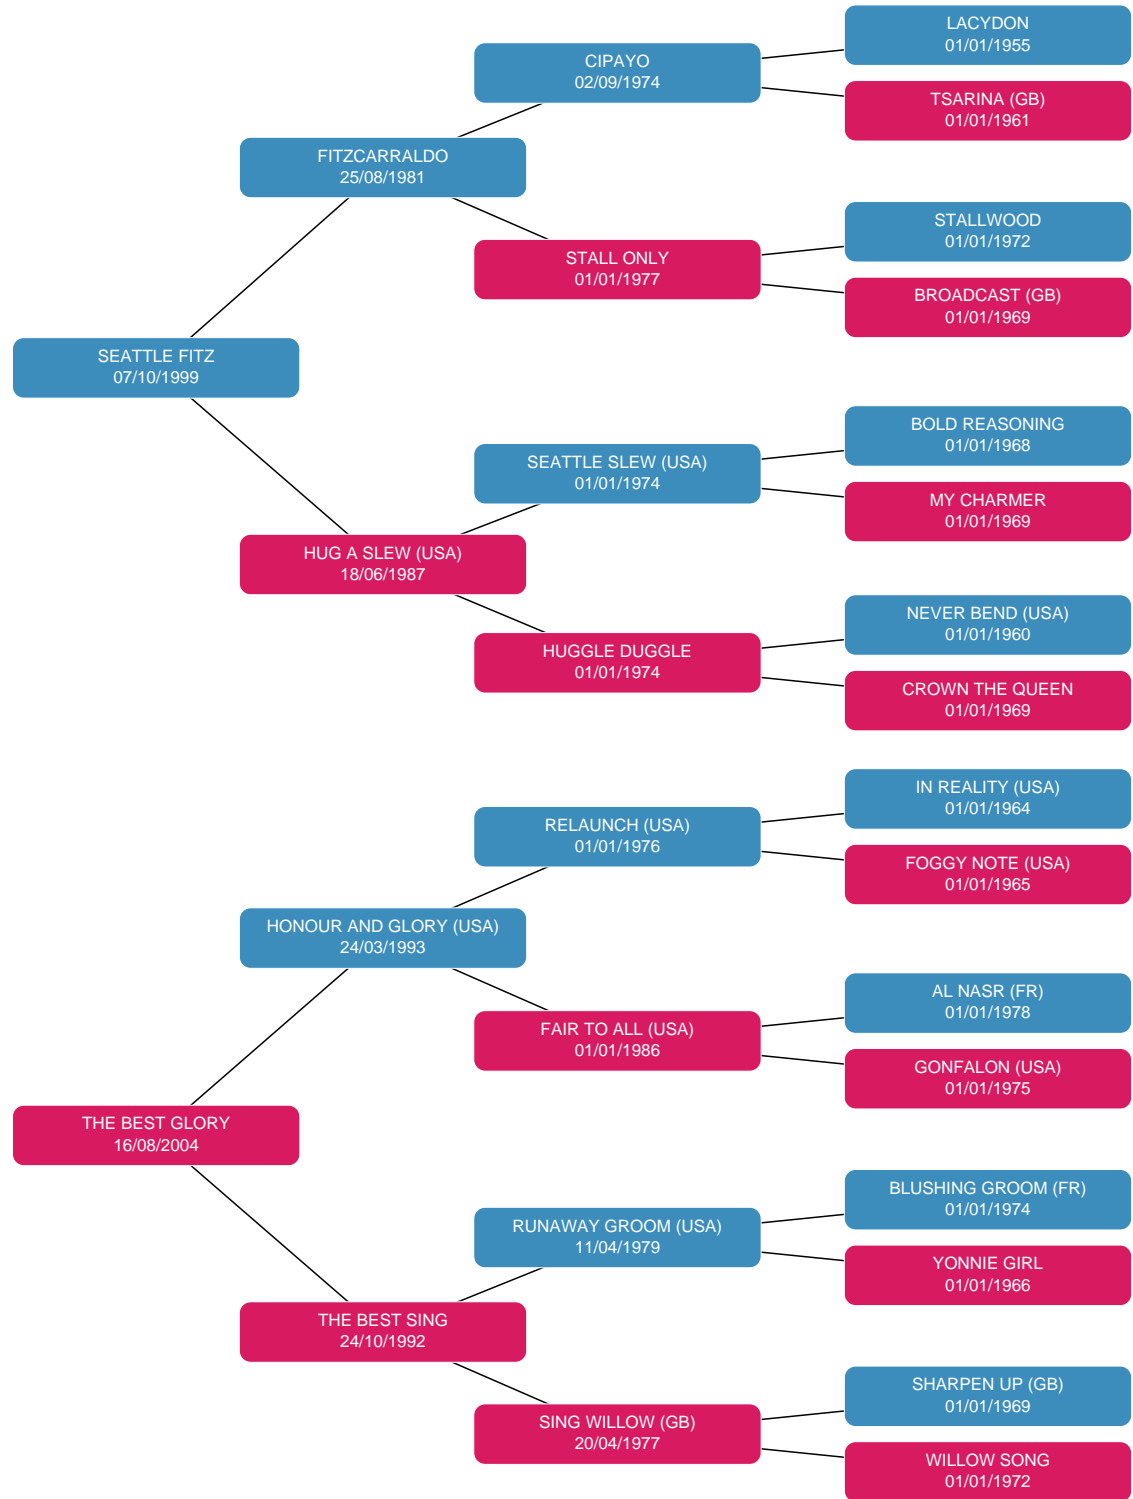 LACYDON
01/01/1955
CIPAYO
02/09/1974
TSARINA (GB)
01/01/1961
FITZCARRALDO
25/08/1981
STALLWOOD
01/01/1972
STALL ONLY
01/01/1977
BROADCAST (GB)
01/01/1969
SEATTLE FITZ
07/10/1999
BOLD REASONING
01/01/1968
SEATTLE SLEW (USA)
01/01/1974
MY CHARMER
01/01/1969
HUG A SLEW (USA)
18/06/1987
NEVER BEND (USA)
01/01/1960
HUGGLE DUGGLE
01/01/1974
CROWN THE QUEEN
01/01/1969
IN REALITY (USA)
01/01/1964
RELAUNCH (USA)
01/01/1976
FOGGY NOTE (USA)
01/01/1965
HONOUR AND GLORY (USA)
24/03/1993
AL NASR (FR)
01/01/1978
FAIR TO ALL (USA)
01/01/1986
GONFALON (USA)
01/01/1975
THE BEST GLORY
16/08/2004
BLUSHING GROOM (FR)
01/01/1974
RUNAWAY GROOM (USA)
11/04/1979
YONNIE GIRL
01/01/1966
THE BEST SING
24/10/1992
SHARPEN UP (GB)
01/01/1969
SING WILLOW (GB)
20/04/1977
WILLOW SONG
01/01/1972